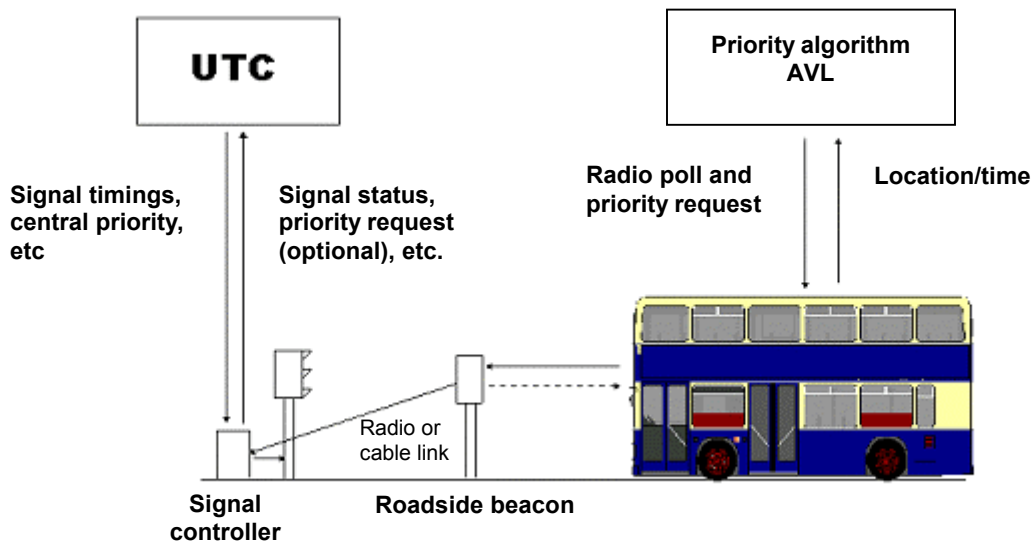 UTC
Priority algorithm
AVL
Signal timings,
central priority,
etc
Signal status,
priority request
(optional), etc.
Radio poll and
priority request
Location/time
Radio or
cable link
Signal
controller
Roadside beacon